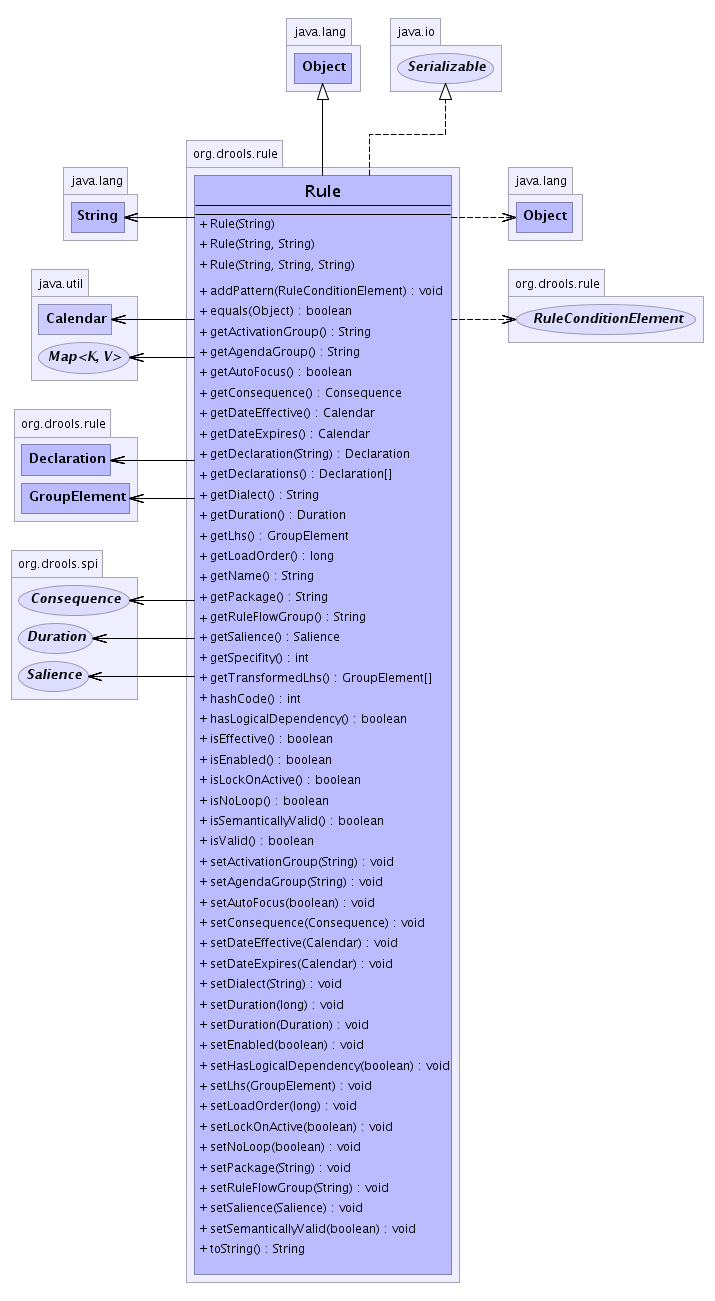 java.lang
Object
java.io
Serializable
java.lang
String
java.util
Calendar
Map<K, V>
org.drools.rule
Declaration
GroupElement
org.drools.spi
Consequence
Duration
Salience
org.drools.rule
Rule
+ Rule(String)
+ Rule(String, String)
+ Rule(String, String, String)
+ addPattern(RuleConditionElement) : void
+ equals(Object) : boolean
+ getActivationGroup() : String
+ getAgendaGroup() : String
+ getAutoFocus() : boolean
+ getConsequence() : Consequence
+ getDateEffective() : Calendar
+ getDateExpires() : Calendar
+ getDeclaration(String) : Declaration
+ getDeclarations() : Declaration[]
+ getDialect() : String
+ getDuration() : Duration
+ getLhs() : GroupElement
+ getLoadOrder() : long
+ getName() : String
+ getPackage() : String
+ getRuleFlowGroup() : String
+ getSalience() : Salience
+ getSpecifity() : int
+ getTransformedLhs() : GroupElement[]
+ hashCode() : int
+ hasLogicalDependency() : boolean
+ isEffective() : boolean
+ isEnabled() : boolean
+ isLockOnActive() : boolean
+ isNoLoop() : boolean
+ isSemanticallyValid() : boolean
+ isValid() : boolean
+ setActivationGroup(String) : void
+ setAgendaGroup(String) : void
+ setAutoFocus(boolean) : void
+ setConsequence(Consequence) : void
+ setDateEffective(Calendar) : void
+ setDateExpires(Calendar) : void
+ setDialect(String) : void
+ setDuration(long) : void
+ setDuration(Duration) : void
+ setEnabled(boolean) : void
+ setHasLogicalDependency(boolean) : void
+ setLhs(GroupElement) : void
+ setLoadOrder(long) : void
+ setLockOnActive(boolean) : void
+ setNoLoop(boolean) : void
+ setPackage(String) : void
+ setRuleFlowGroup(String) : void
+ setSalience(Salience) : void
+ setSemanticallyValid(boolean) : void
+ toString() : String
java.lang
Object
org.drools.rule
RuleConditionElement